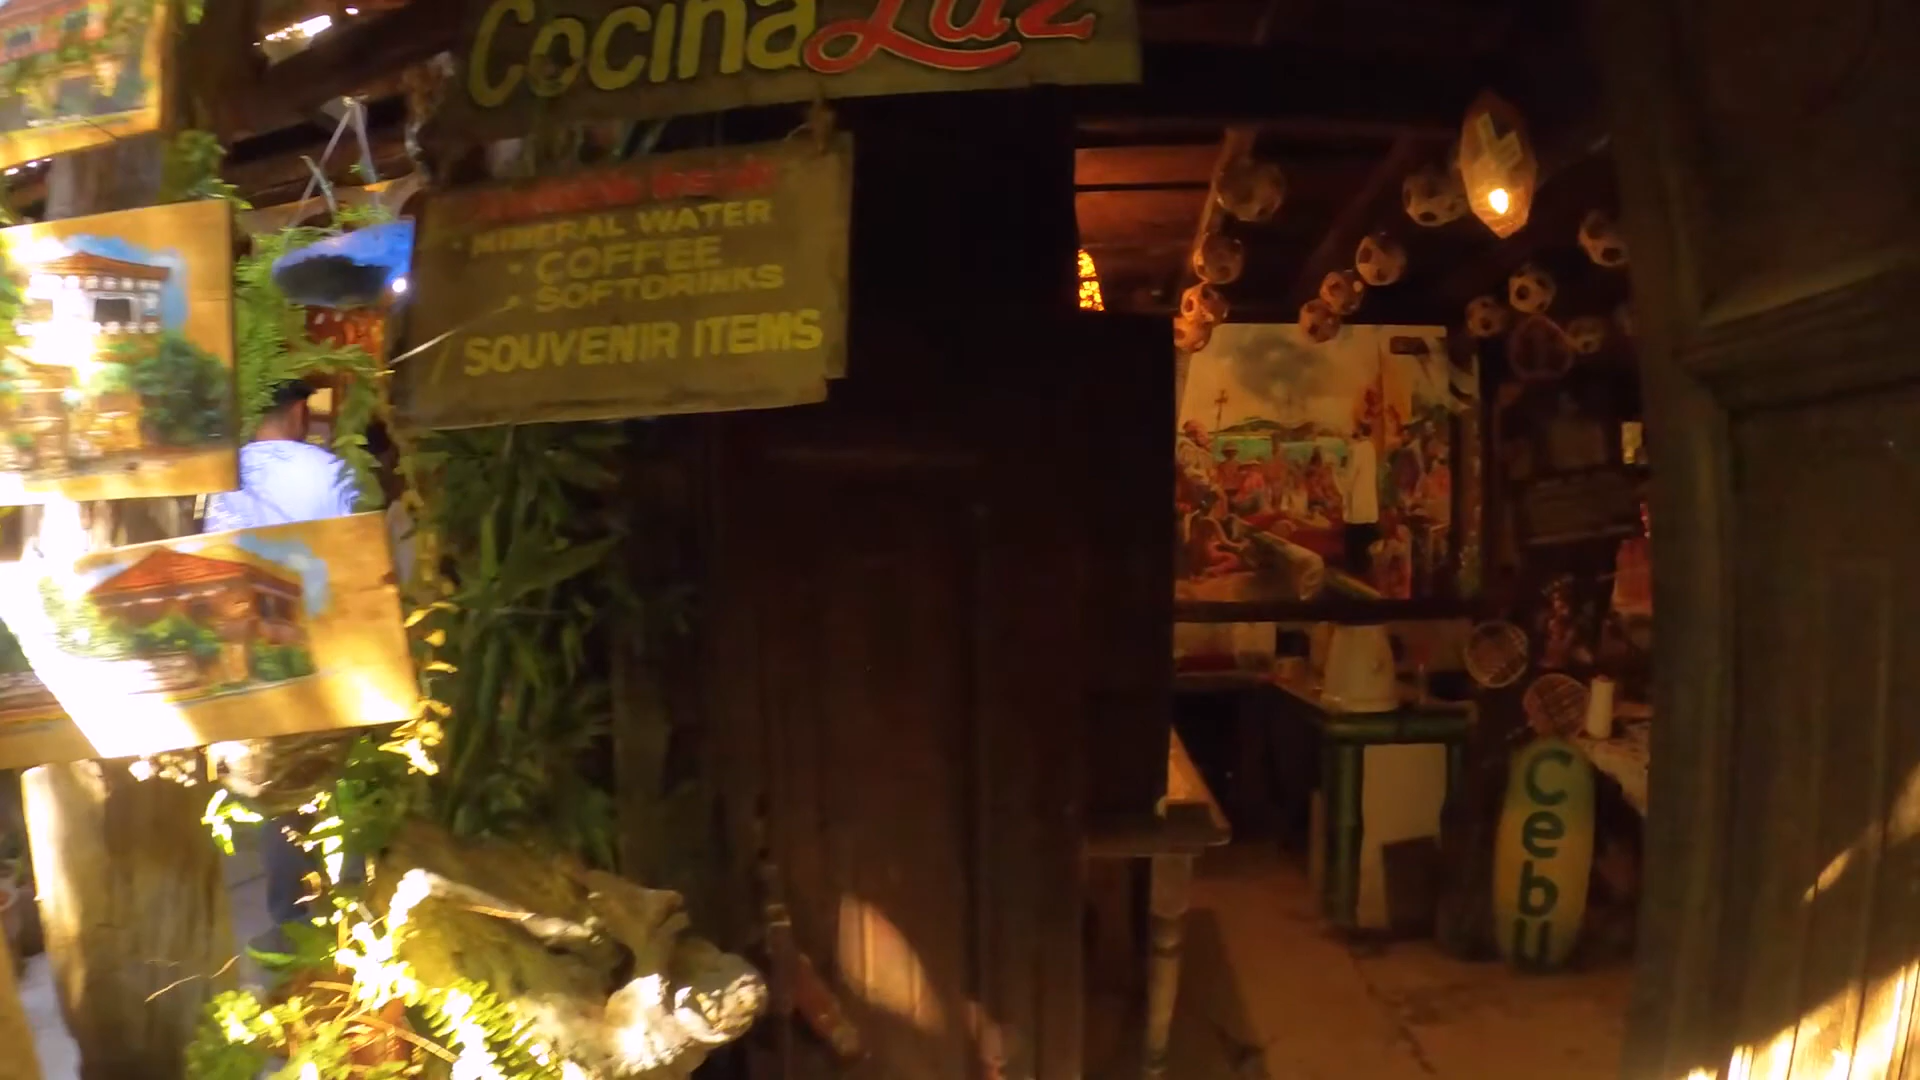 Cocina Luz
MINERAL WATER
COFFEE
SOFTDRINKS
SOUVENIR ITEMS
Cebu